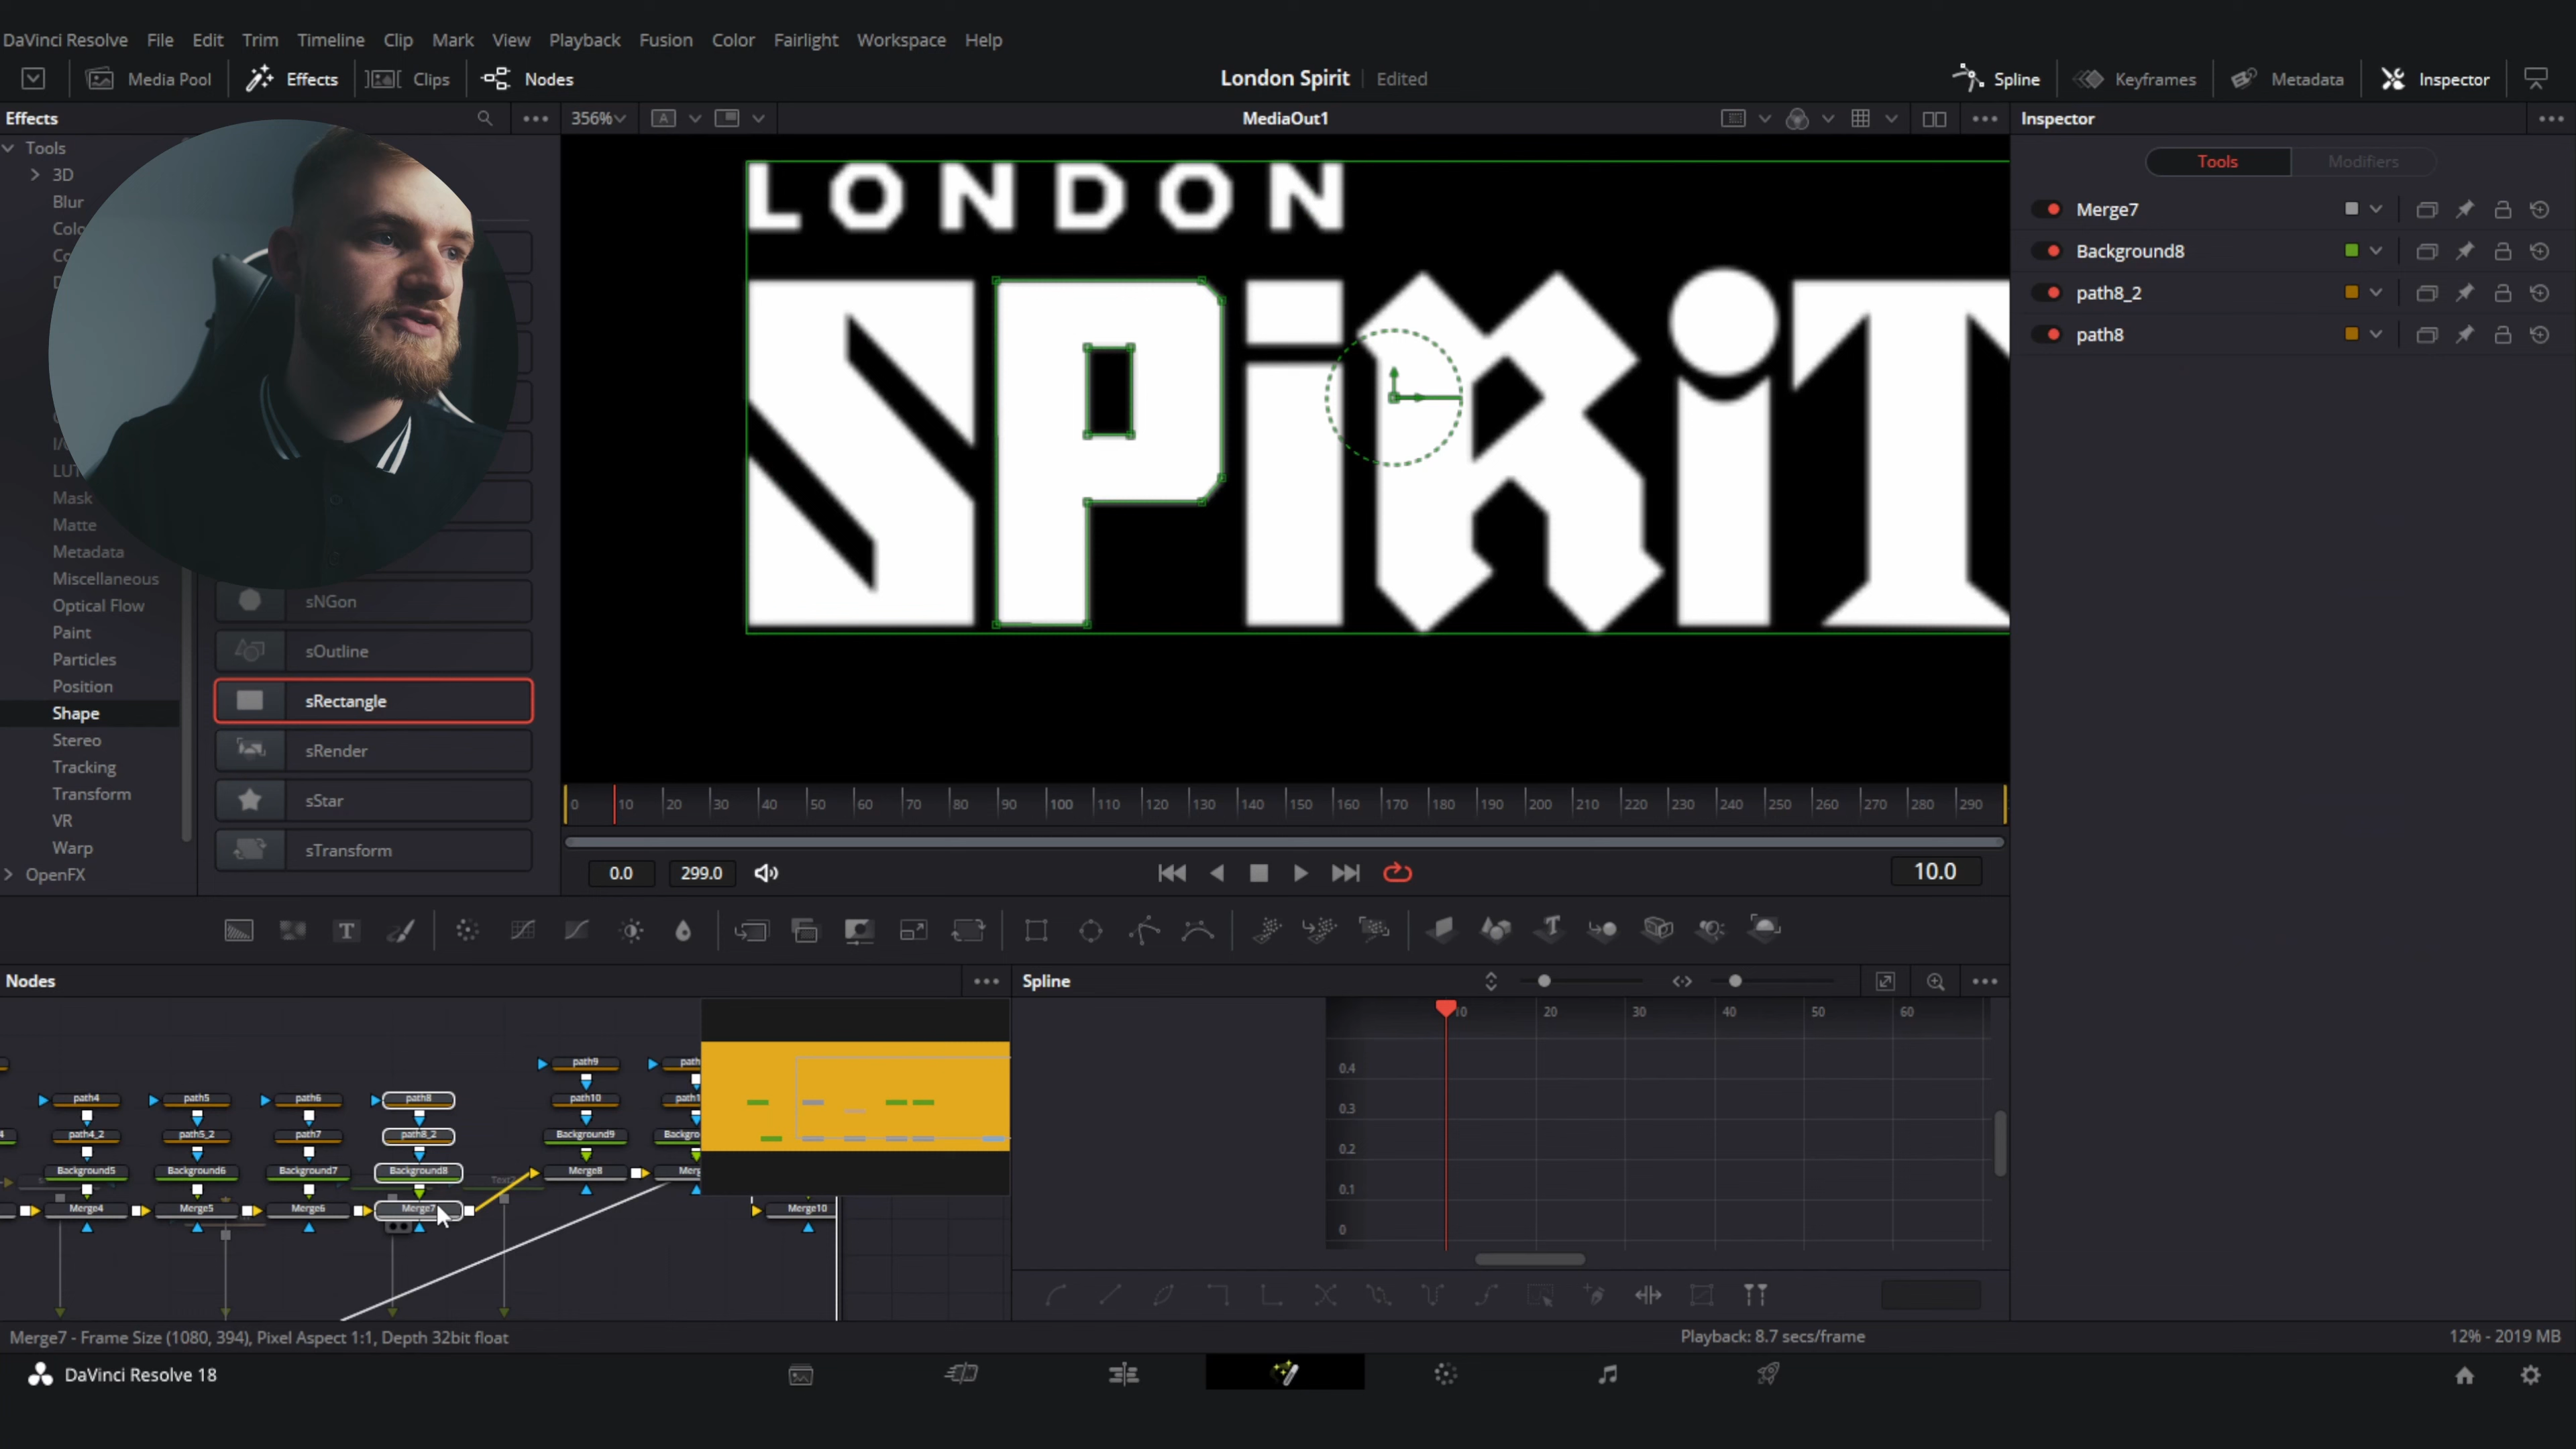 DaVinci Resolve File Edit Trim Timeline Clip Mark View Playback Fusion Color Fairlight Workspace Help
Media Pool Effects Clips Nodes London Spirit Edited Spline Keyframes Metadata Inspector
Effects 356% A MediaOut1 Inspector
Tools
3D
Blur
LUT
Mask
Matte
Metadata
Miscellaneous
Optical Flow
Paint
Particles
Position
Shape
Stereo
Tracking
Transform
VR
Warp
OpenFX
sNGon
sOutline
sRectangle
sRender
sStar
sTransform
LONDON
SPiRiT
Tools Modifiers
Merge7
Background8
path8_2
path8
0 10 20 30 40 50 60 70 80 90 100 110 120 130 140 150 160 170 180 190 200 210 220 230 240 250 260 270 280 290
0.0 299.0 10.0
T
Nodes Spline
path9
path4 path5 path6 path8 path10
path4_2 path5_2 path7 path8_2 Background9
Background5 Background6 Background7 Background8 Merge8
Merge4 Merge5 Merge6 Merge7 Merge10
10 20 30 40 50 60
0.4
0.3
0.2
0.1
0
Merge7 - Frame Size (1080, 394), Pixel Aspect 1:1, Depth 32bit float Playback: 8.7 secs/frame 12% - 2019 MB
DaVinci Resolve 18